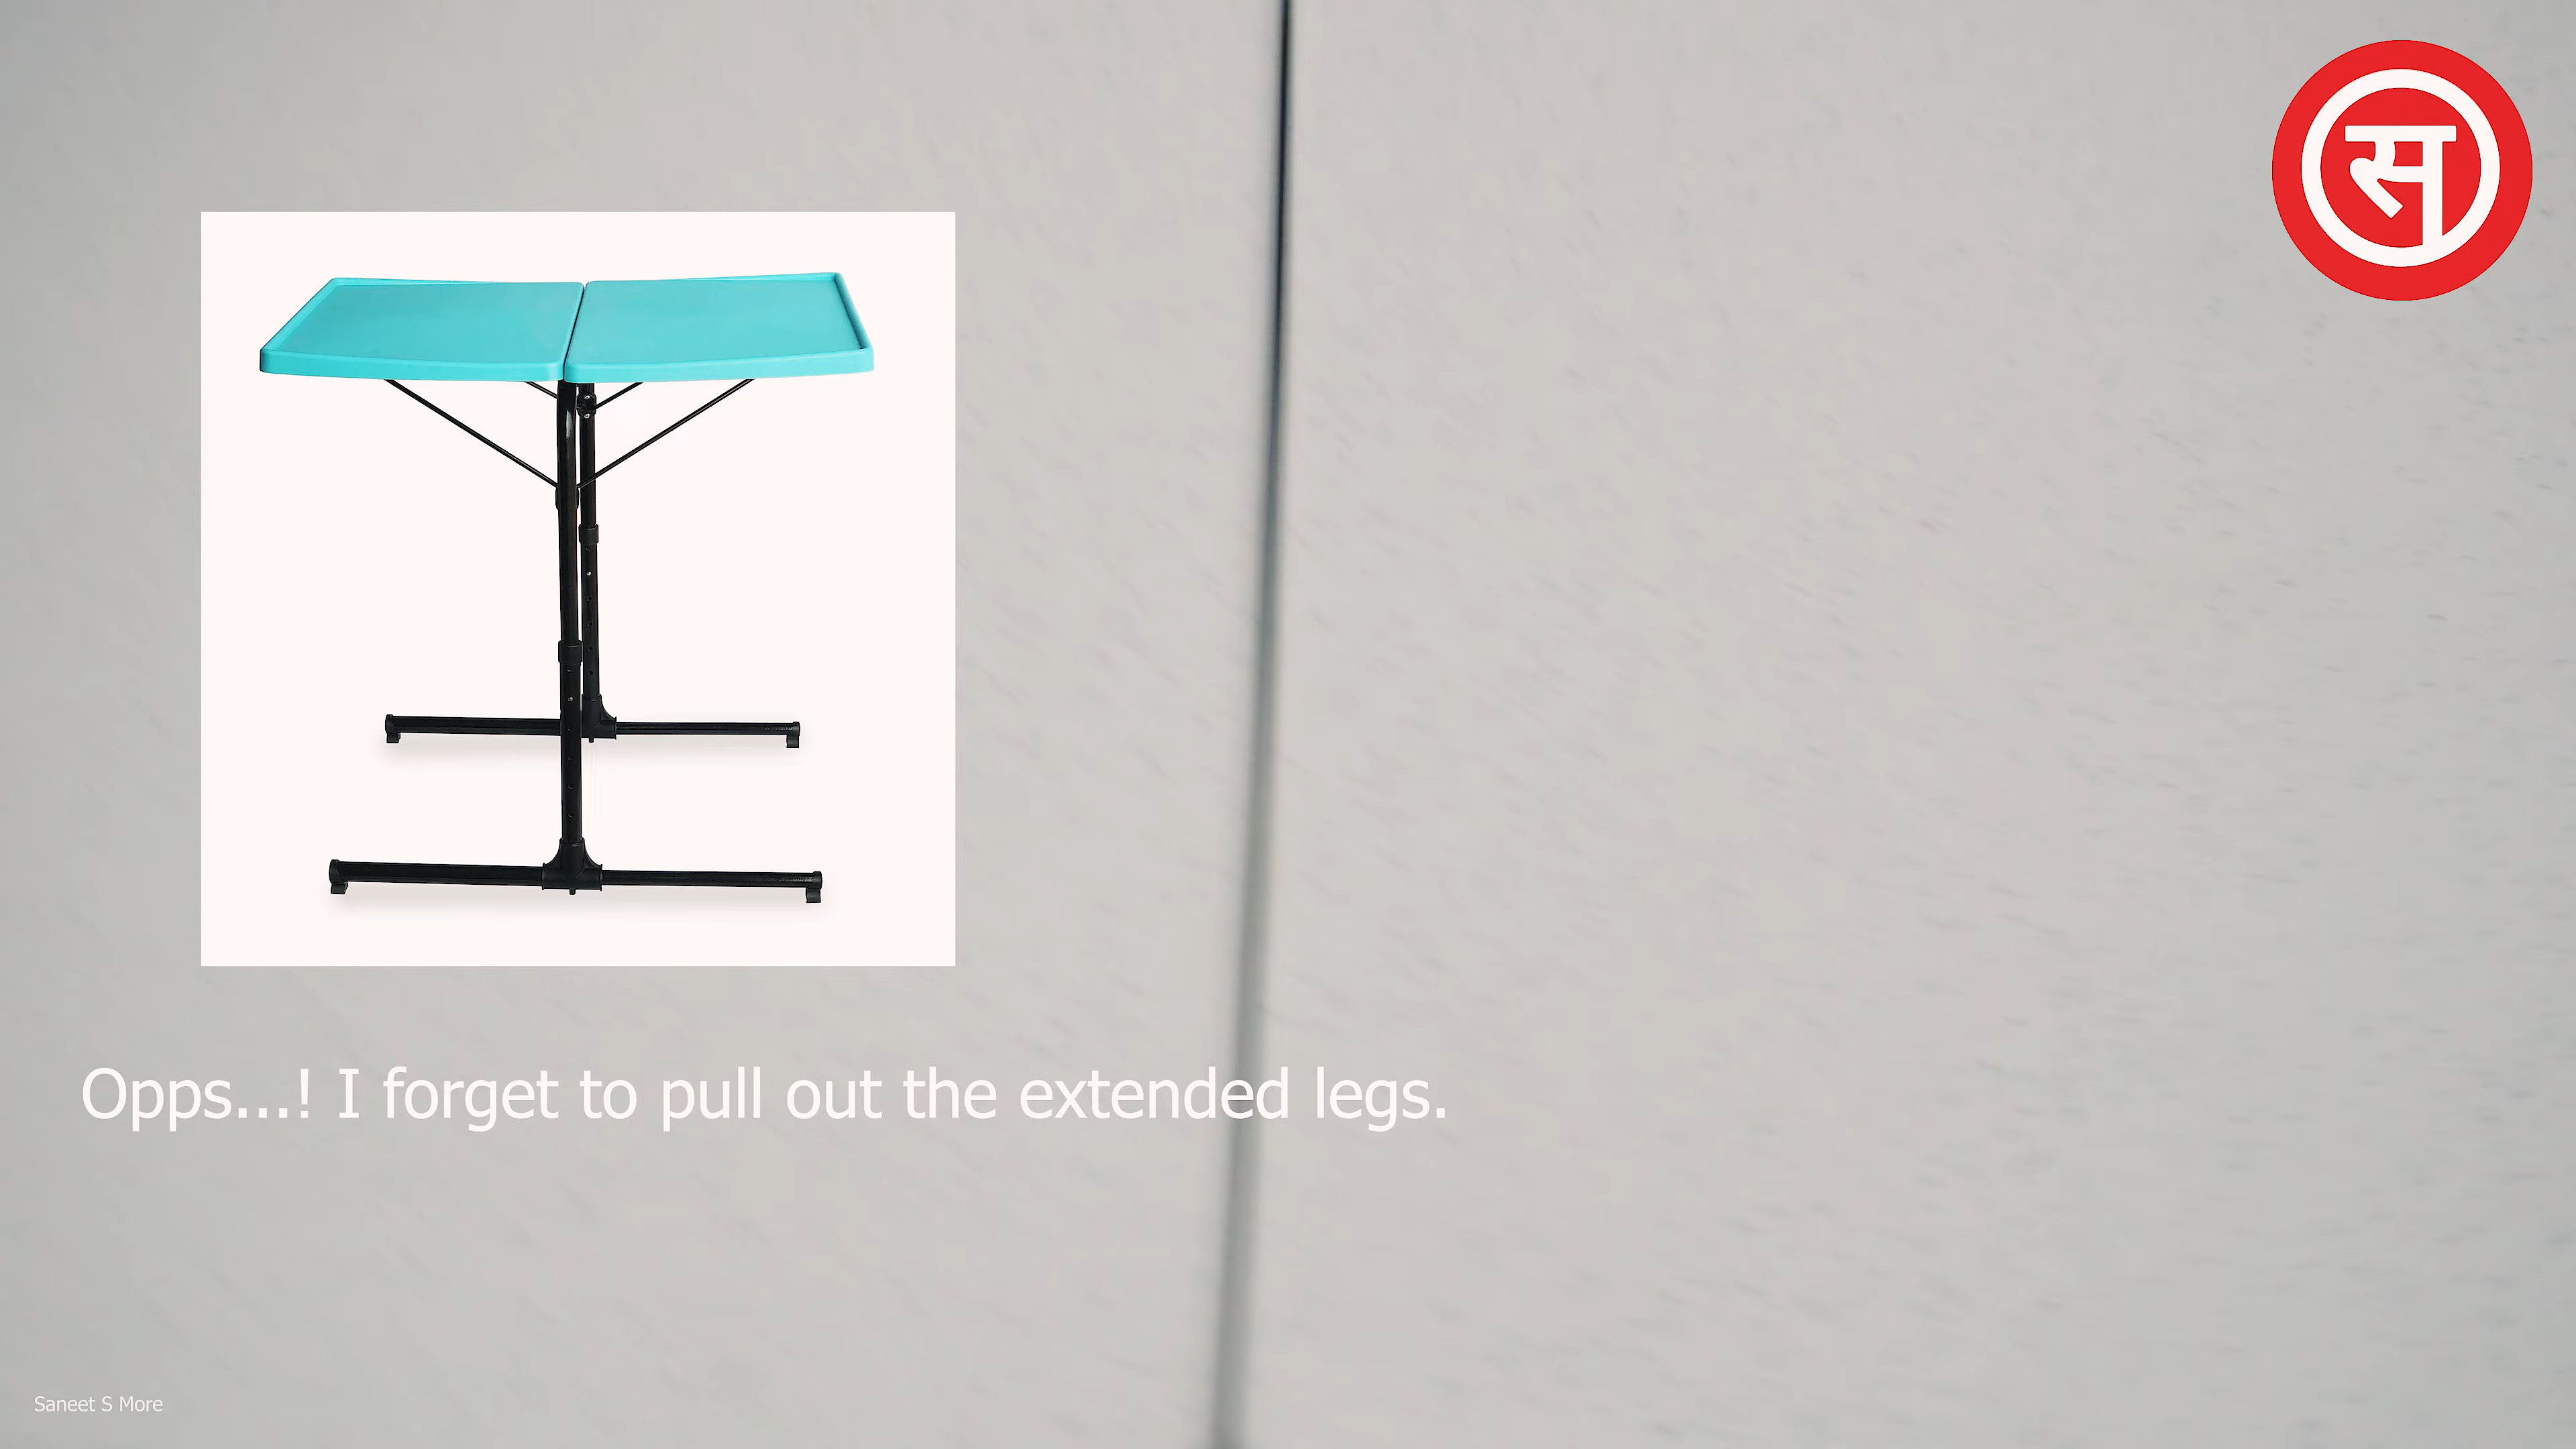 स
Opps...! I forget to pull out the extended legs.
Saneet S More